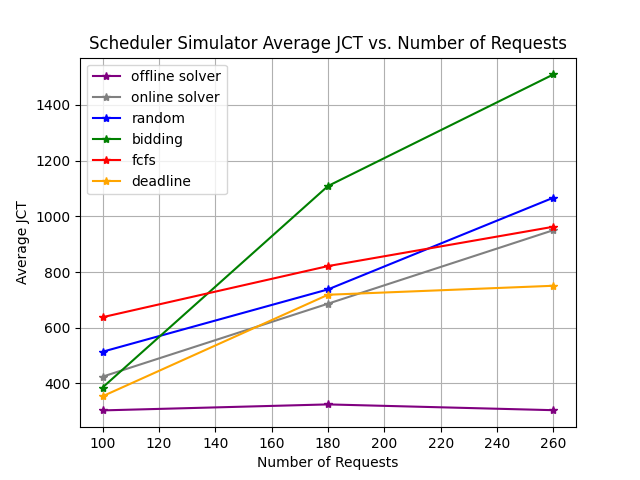 Scheduler Simulator Average JCT vs. Number of Requests
offline solver
online solver
random
bidding
fcfs
deadline
Average JCT
1400
1200
1000
800
600
400
100 120 140 160 180 200 220 240 260
Number of Requests